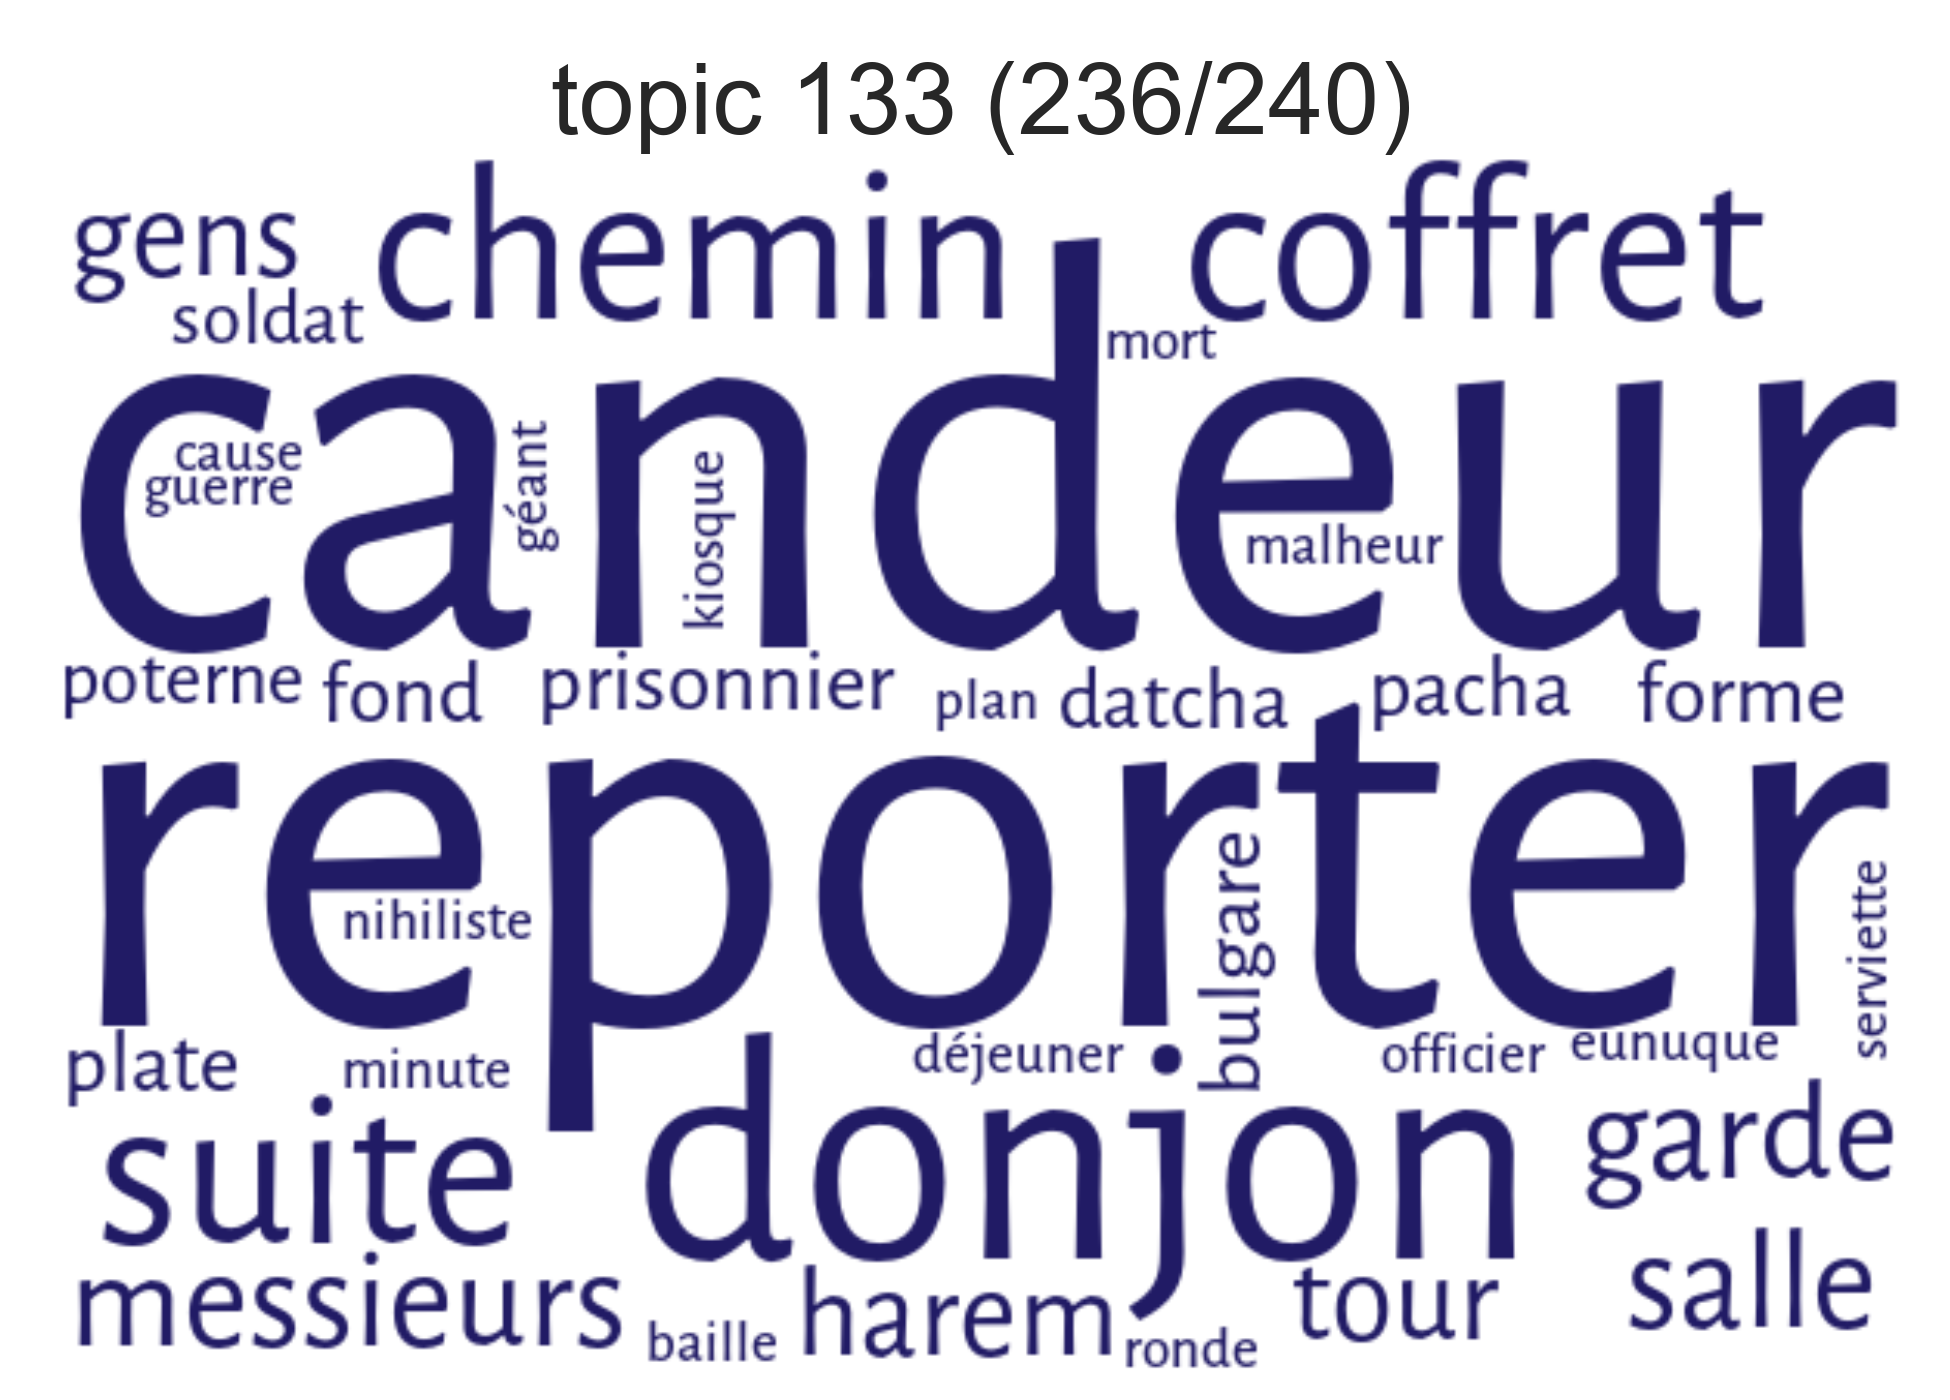 topic 133 (236/240)
gens chemin coffret
soldat mort
candeur
cause
guerre géant kiosque malheur
poterne fond prisonnier plan datcha pacha forme
reporter
nihiliste bulgare serviette
plate minute déjeuner officier eunuque
suite donjon garde
messieurs baille harem ronde tour salle